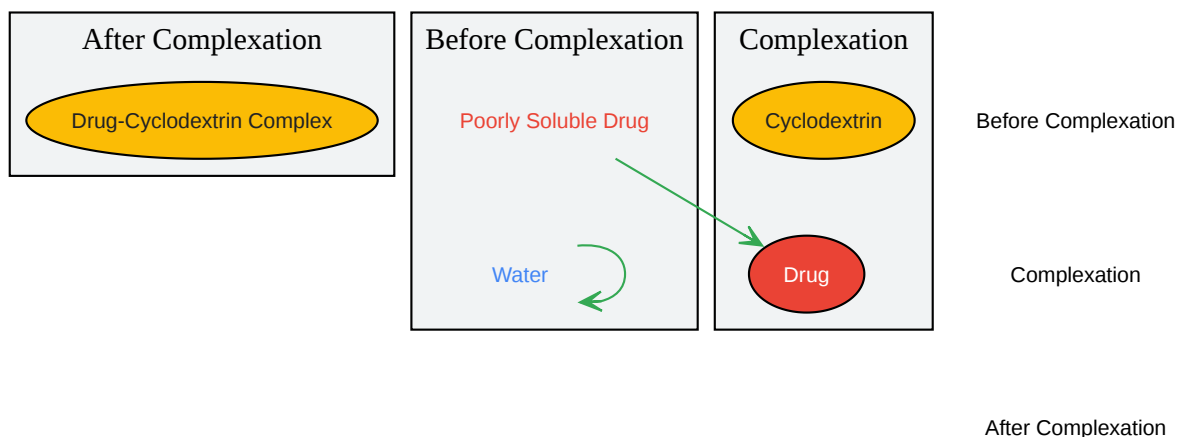 After Complexation
Before Complexation
Complexation
Drug-Cyclodextrin Complex
Poorly Soluble Drug
Cyclodextrin
Before Complexation
Water
Drug
Complexation
After Complexation